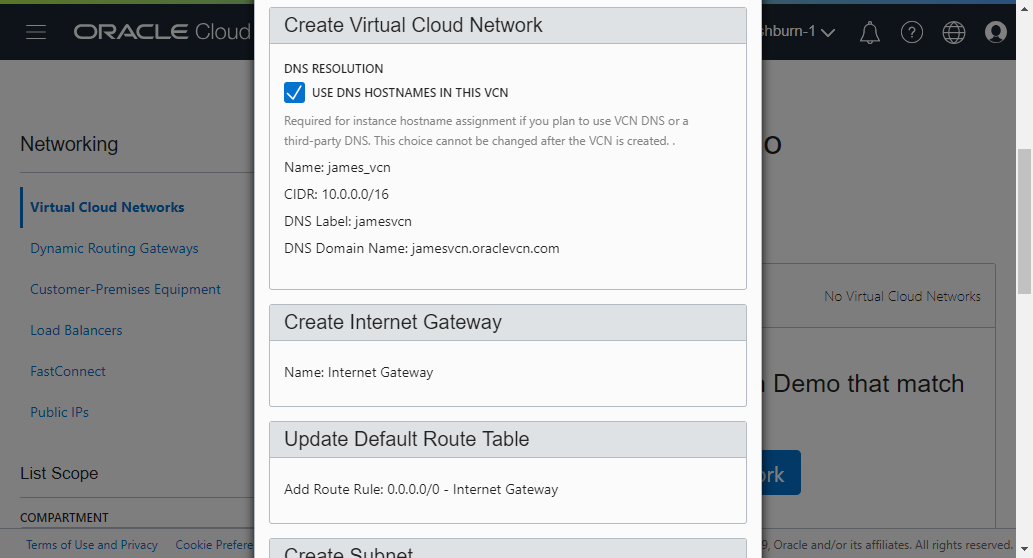 ORACLE Cloud
hburn-1
Create Virtual Cloud Network
DNS RESOLUTION
USE DNS HOSTNAMES IN THIS VCN
Required for instance hostname assignment if you plan to use VCN DNS or a
third-party DNS. This choice cannot be changed after the VCN is created. .
Name: james_vcn
CIDR: 10.0.0.0/16
DNS Label: jamesvcn
DNS Domain Name: jamesvcn.oraclevcn.com
Create Internet Gateway
Name: Internet Gateway
Update Default Route Table
Add Route Rule: 0.0.0.0/0 - Internet Gateway
Create Subnet
Networking
Virtual Cloud Networks
Dynamic Routing Gateways
Customer-Premises Equipment
Load Balancers
FastConnect
Public IPs
List Scope
COMPARTMENT
Terms of Use and Privacy
Cookie Prefere
o
No Virtual Cloud Networks
Demo that match
rk
9, Oracle and/or its affiliates. All rights reserved.